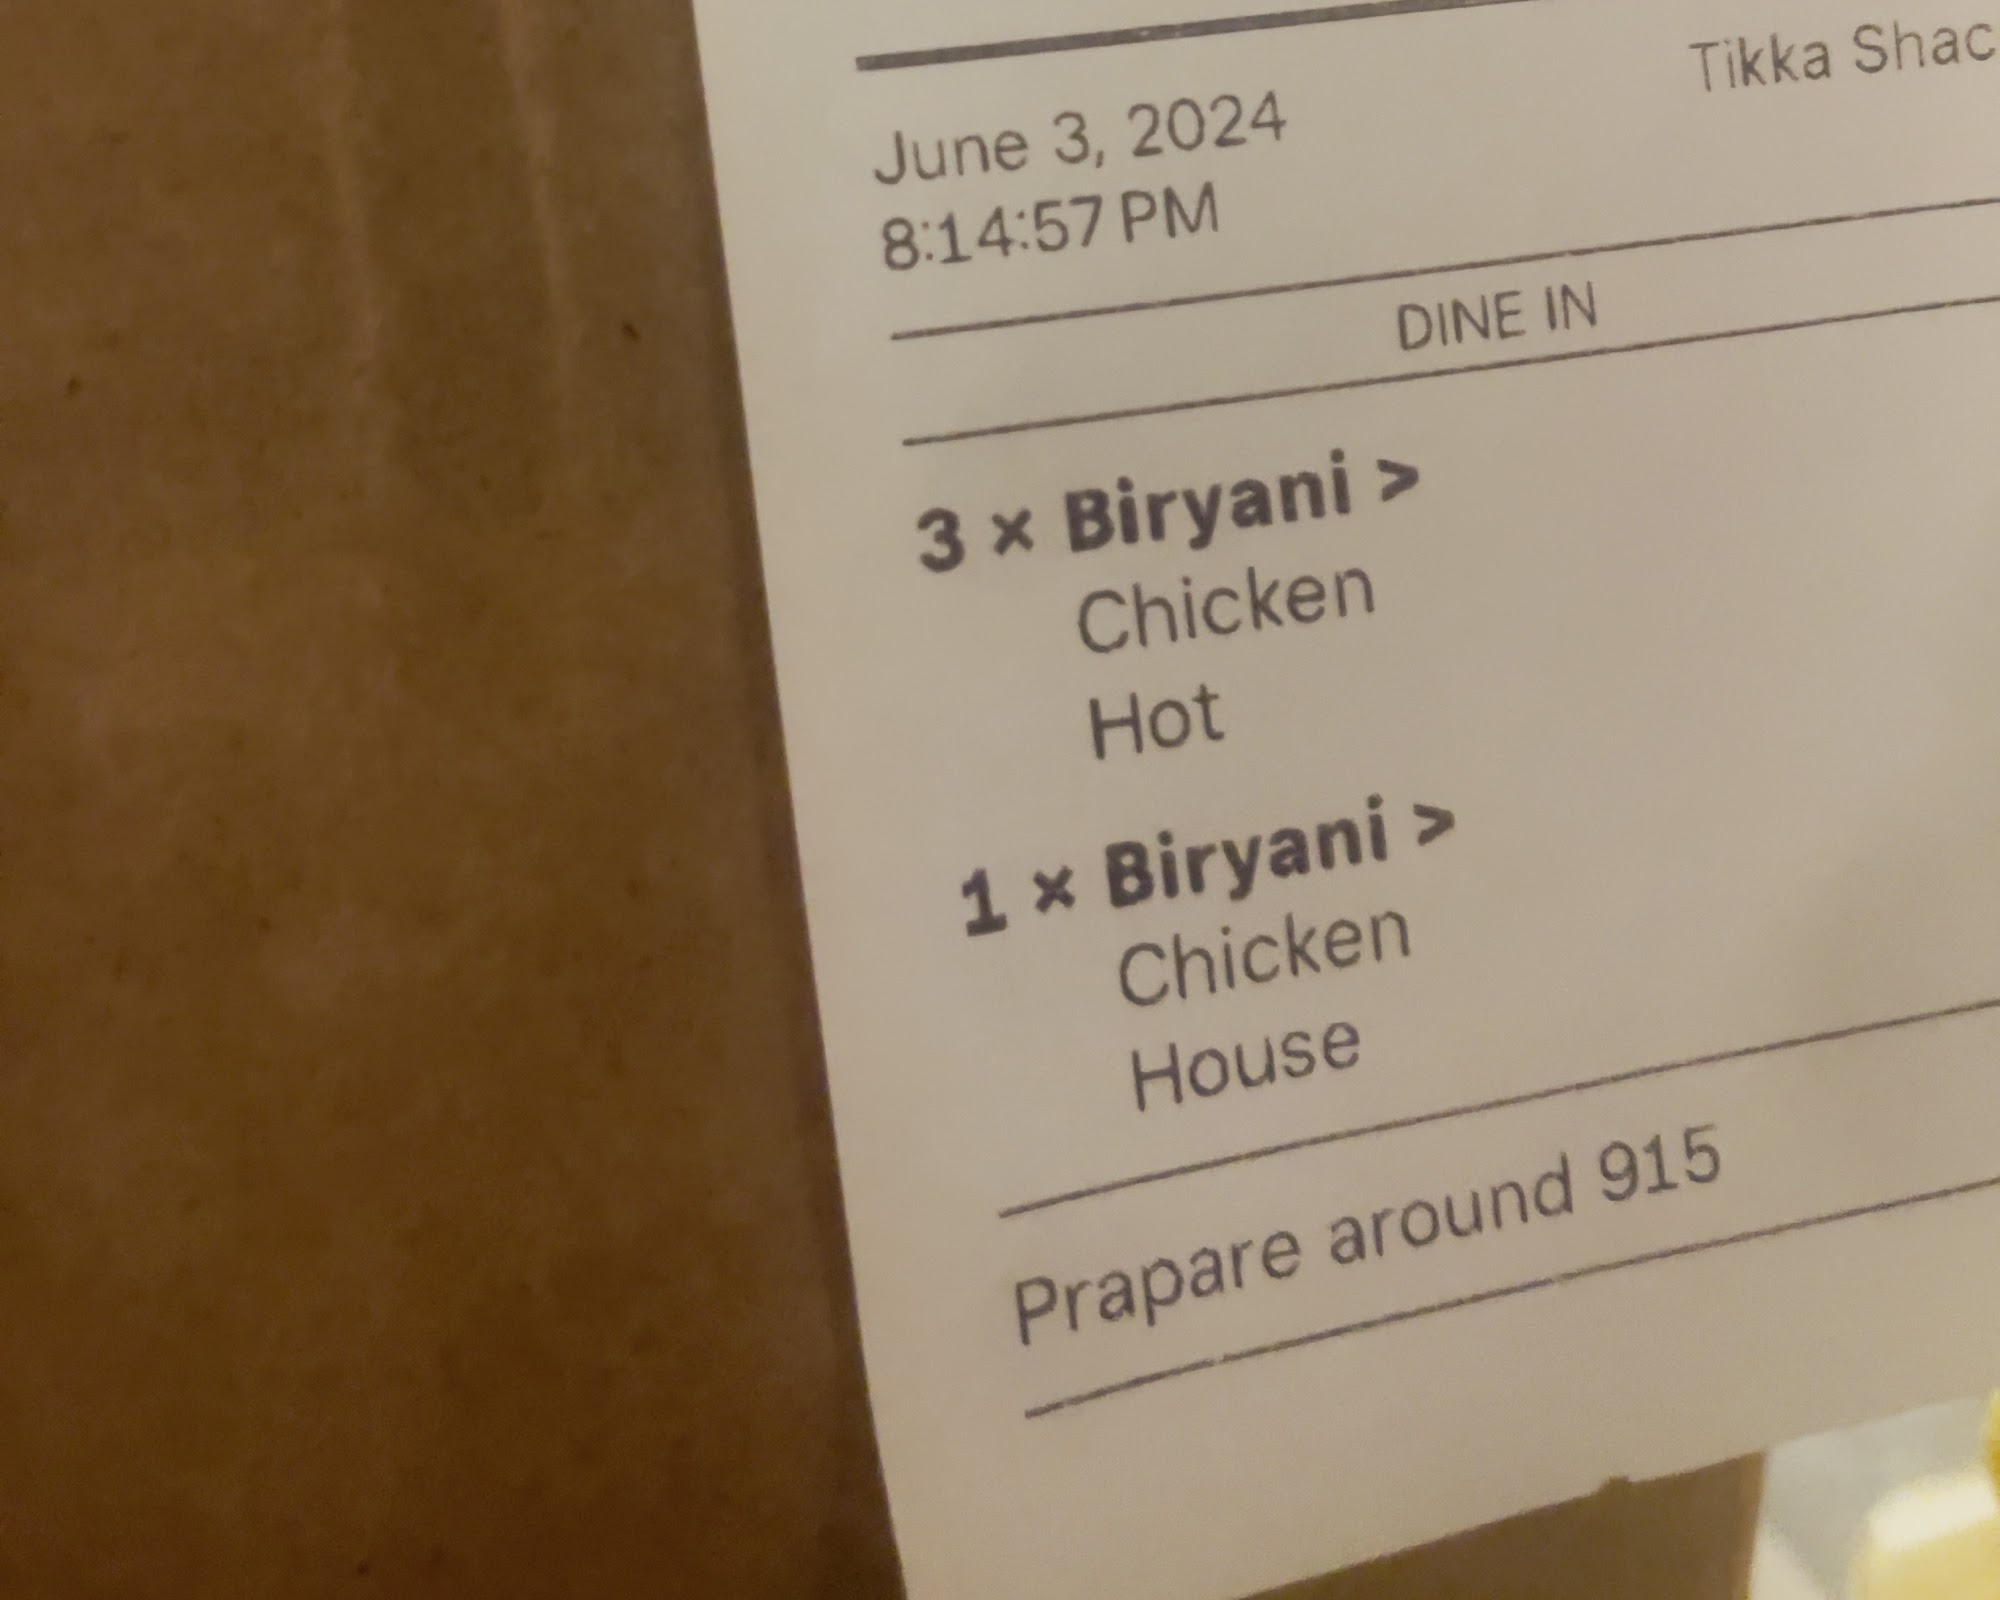 Tikka Shac
June 3, 2024
8:14:57 PM
DINE IN
3 × Biryani >
Chicken
Hot
1 × Biryani >
Chicken
House
Prapare around 915